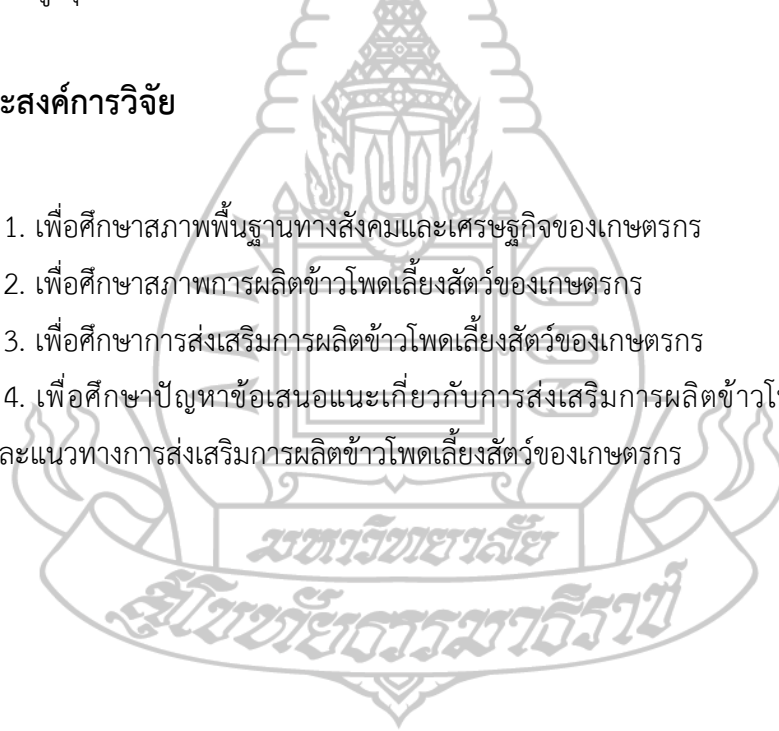 ะสงค์การวิจัย
1. เพื่อศึกษาสภาพพื้นฐานทางสังคมและเศรษฐกิจของเกษตรกร
2. เพื่อศึกษาสภาพการผลิตข้าวโพดเลี้ยงสัตว์ของเกษตรกร
3. เพื่อศึกษาการส่งเสริมการผลิตข้าวโพดเลี้ยงสัตว์ของเกษตรกร
4. เพื่อศึกษาปัญหาข้อเสนอแนะเกี่ยวกับการส่งเสริมการผลิตข้าวโ
ละแนวทางการส่งเสริมการผลิตข้าวโพดเลี้ยงสัตว์ของเกษตรกร
มหาวิทยาลัย
สุโขทัยธรรมาธิราช